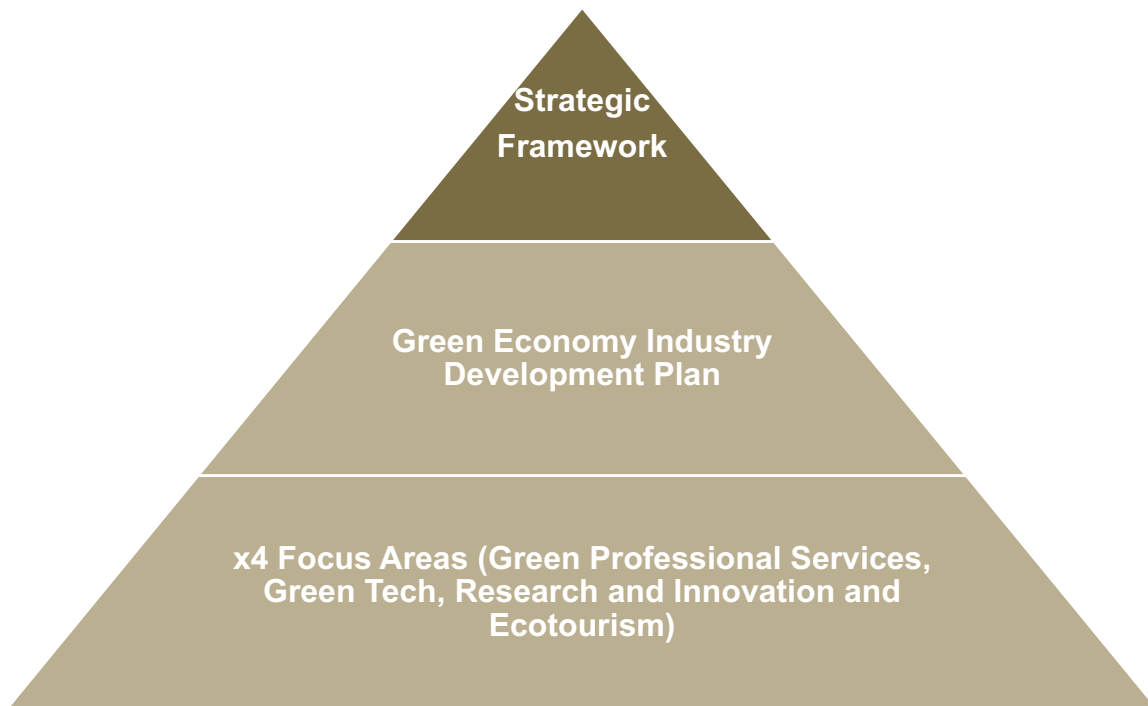 Strategic
Framework
Green Economy Industry
Development Plan
x4 Focus Areas (Green Professional Services,
Green Tech, Research and Innovation and
Ecotourism)